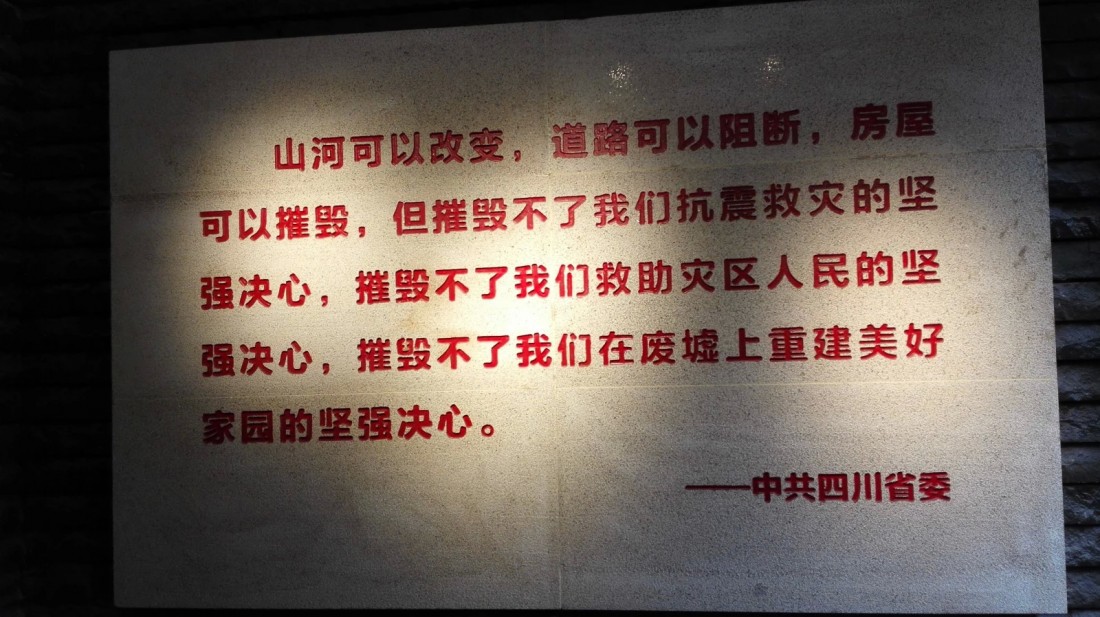 山河可以改变，道路可以阻断，房屋
可以摧毁，但摧毁不了我们抗震救灾的坚
强决心，摧毁不了我们救助灾区人民的坚
强决心，摧毁不了我们在废墟上重建美好
家园的坚强决心。
——中共四川省委